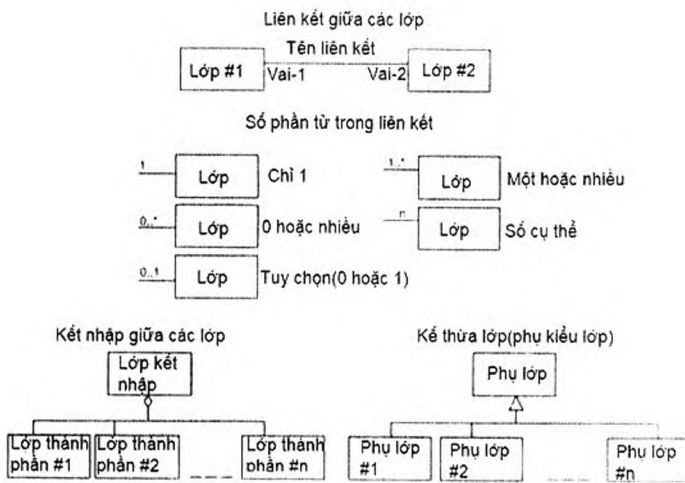 Liên kết giữa các lớp
Tên liên kết
Lớp #1
Vai-1
Vai-2
Lớp #2
Số phần tử trong liên kết
1
Lớp
Chỉ 1
1..*
Lớp
Một hoặc nhiều
0..*
Lớp
0 hoặc nhiều
n
Lớp
Số cụ thể
0..1
Lớp
Tuy chọn(0 hoặc 1)
Kết nhập giữa các lớp
Kế thừa lớp(phụ kiểu lớp)
Lớp kết
nhập
Phụ lớp
Lớp thành
phần #1
Lớp thành
phần #2
Lớp thành
phần #n
Phụ lớp
#1
Phụ lớp
#2
Phụ lớp
#n